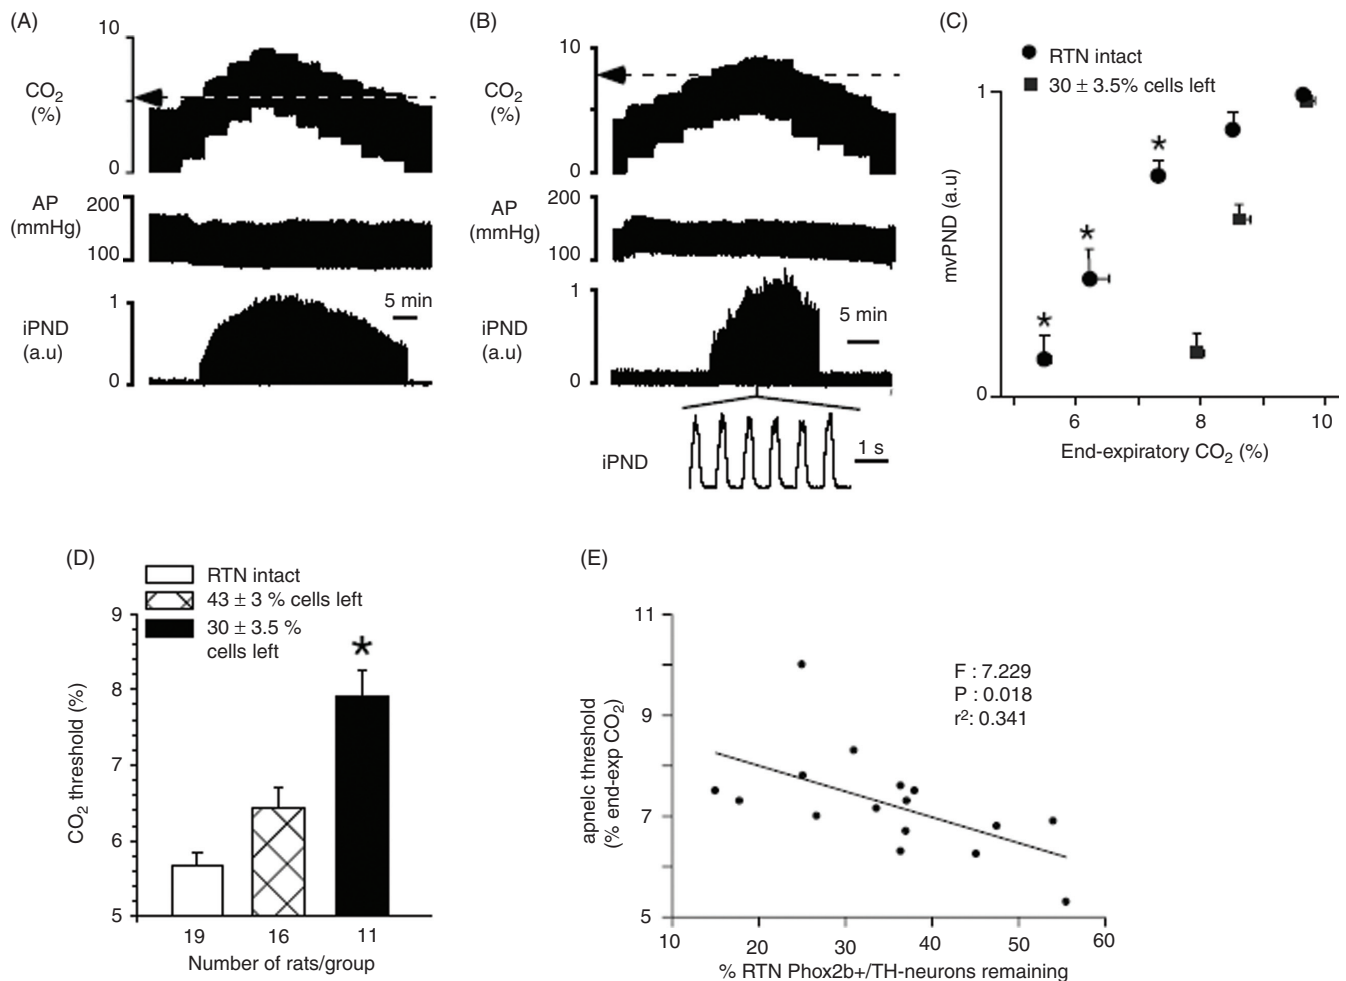 (A)
10
CO2
(%)
0
AP
(mmHg)
200
100
5 min
iPND
(a.u)
1
0
(B)
10
CO2
(%)
0
AP
(mmHg)
200
100
iPND
(a.u)
1
0
5 min
iPND
1 s
(C)
RTN intact
30 ± 3.5% cells left
mvPND (a.u)
1
0
*
*
*
6 8 10
End-expiratory CO2 (%)
(D)
RTN intact
43 ± 3 % cells left
30 ± 3.5 %
cells left
*
CO2 threshold (%)
9
8
7
6
5
19 16 11
Number of rats/group
(E)
apnelc threshold
(% end-exp CO2)
11
9
7
5
F : 7.229
P : 0.018
r2: 0.341
10 20 30 40 50 60
% RTN Phox2b+/TH-neurons remaining